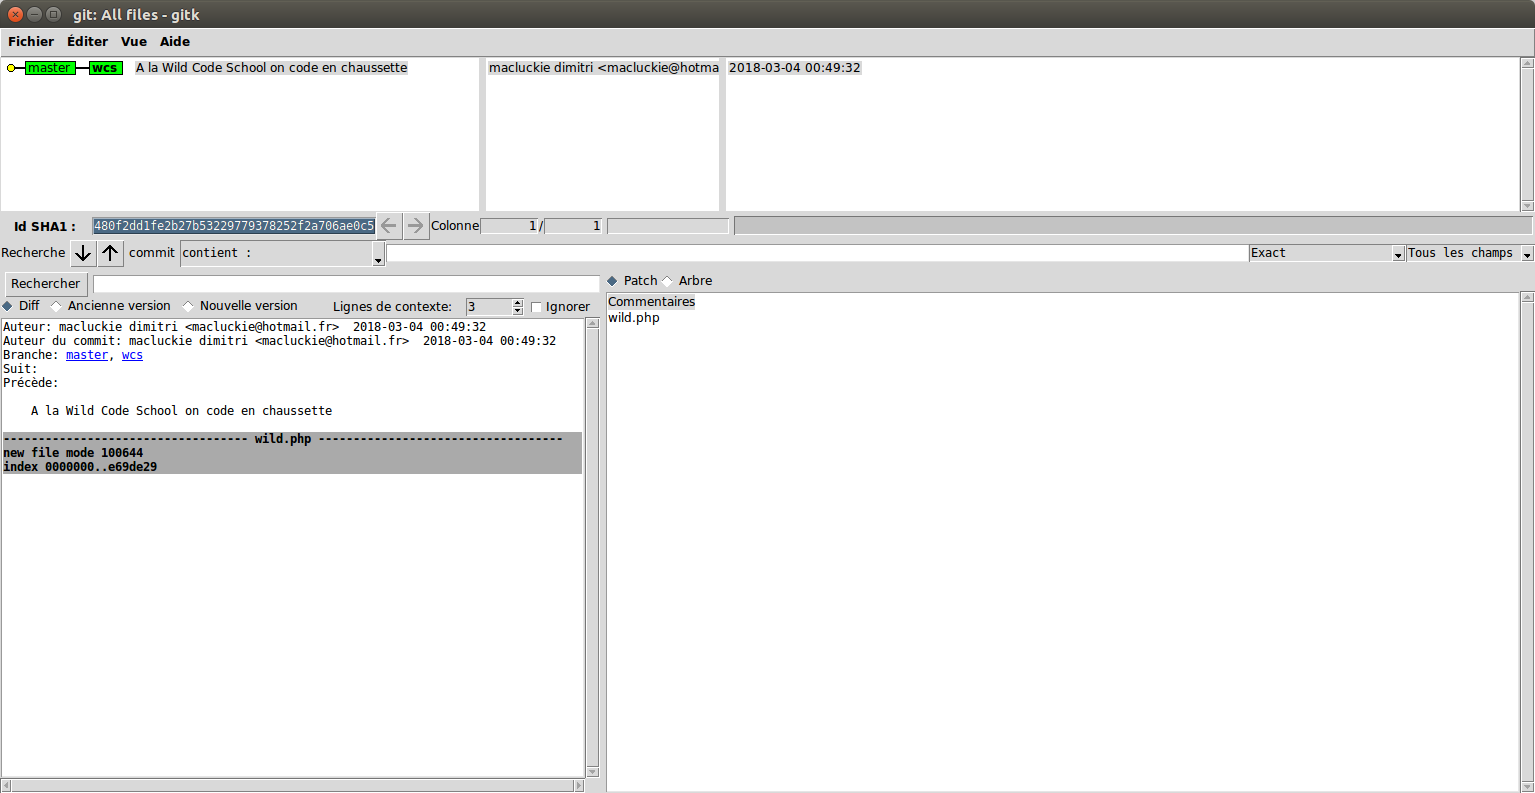 git: All files - gitk
Fichier Éditer Vue Aide
master wcs A la Wild Code School on code en chaussette macluckie dimitri <macluckie@hotma 2018-03-04 00:49:32
Id SHA1 : 480f2dd1fe2b27b53229779378252f2a706ae0c5 Colonne 1 / 1
Recherche commit contient : Exact Tous les champs
Rechercher Patch Arbre
Diff Ancienne version Nouvelle version Lignes de contexte: 3 Ignorer
Commentaires
wild.php
Auteur: macluckie dimitri <macluckie@hotmail.fr>  2018-03-04 00:49:32
Auteur du commit: macluckie dimitri <macluckie@hotmail.fr>  2018-03-04 00:49:32
Branche: master, wcs
Suit:
Précède:
A la Wild Code School on code en chaussette
----------------------------------- wild.php -----------------------------------
new file mode 100644
index 0000000..e69de29